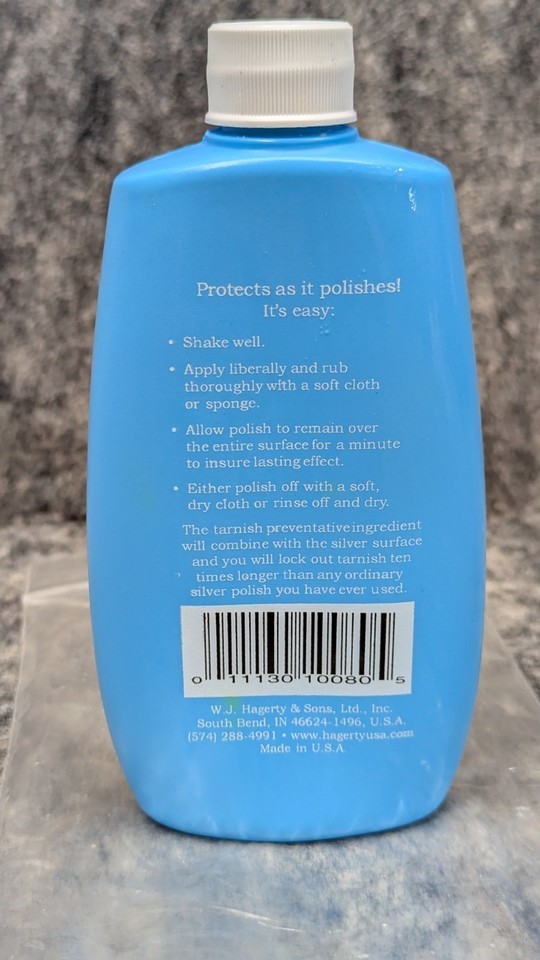 Protects as it polishes!
It's easy:
• Shake well.
• Apply liberally and rub
thoroughly with a soft cloth
or sponge.
• Allow polish to remain over
the entire surface for a minute
to insure lasting effect.
• Either polish off with a soft,
dry cloth or rinse off and dry.
The tarnish preventative ingredient
will combine with the silver surface
and you will lock out tarnish ten
times longer than any ordinary
silver polish you have ever used.
0 11130 10080 5
W.J. Hagerty & Sons, Ltd., Inc.
South Bend, IN 46624-1496, U.S.A.
(574) 288-4991 • www.hagertyusa.com
Made in U.S.A.